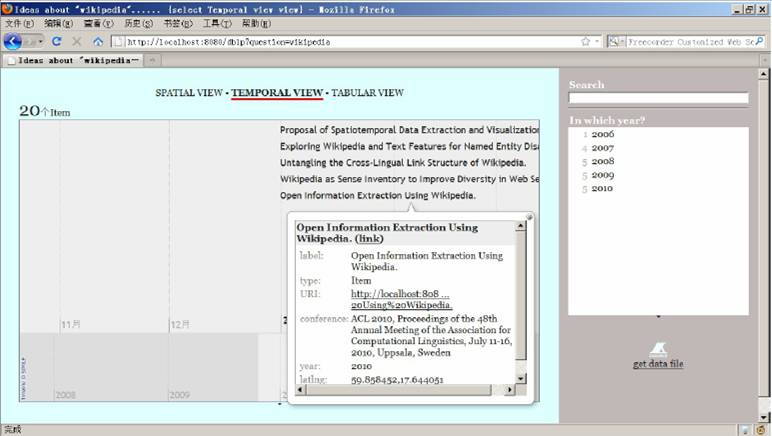 Ideas about "wikipedia"...... {select Temporal view view} - Mozilla Firefox
文件(F) 编辑(E) 查看(V) 历史(S) 书签(B) 工具(T) 帮助(H)
http://localhost:8080/dblp?question=wikipedia
Freecorder Customized Web Se
Ideas about "wikipedia"...
SPATIAL VIEW • TEMPORAL VIEW • TABULAR VIEW
20个Item
Proposal of Spatiotemporal Data Extraction and Visualization
Exploring Wikipedia and Text Features for Named Entity Disa
Untangling the Cross-Lingual Link Structure of Wikipedia.
Wikipedia as Sense Inventory to Improve Diversity in Web Se
Open Information Extraction Using Wikipedia.
Open Information Extraction Using
Wikipedia. (link)
label: Open Information Extraction Using
Wikipedia.
type: Item
URI: http://localhost:808 ...
20Using%20Wikipedia.
conference: ACL 2010, Proceedings of the 48th
Annual Meeting of the Association for
Computational Linguistics, July 11-16,
2010, Uppsala, Sweden
year: 2010
latlng: 59.858452,17.644051
11月 12月
2008 2009
Timeline © SIMILE
Search
In which year?
1 2006
4 2007
5 2008
5 2009
5 2010
get data file
完成